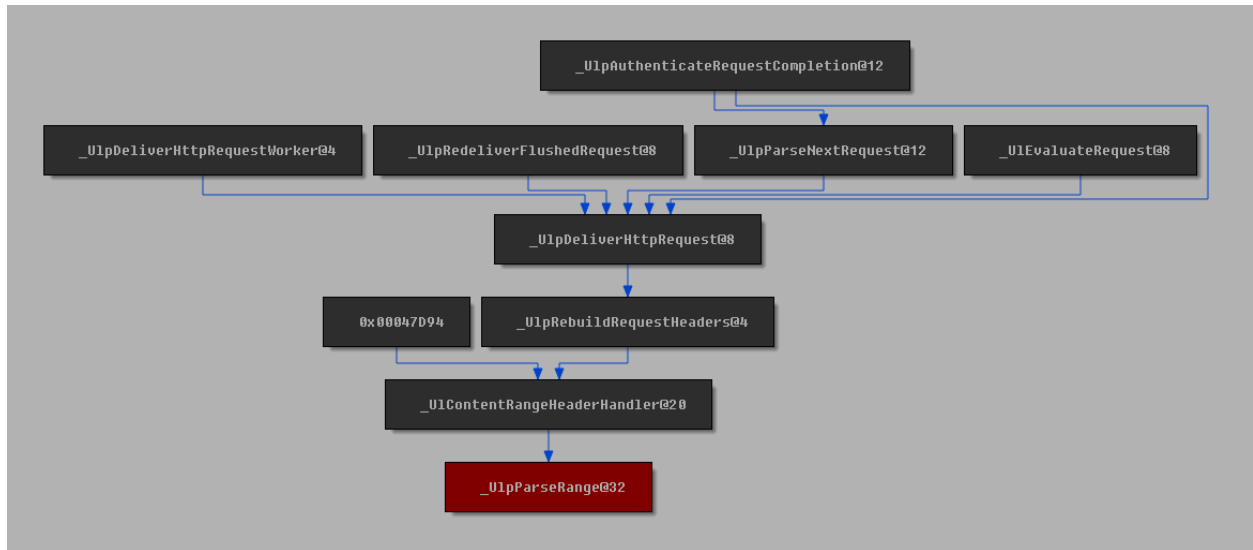 _UlpAuthenticateRequestCompletion@12
_UlpDeliverHttpRequestWorker@4
_UlpRedeliverFlushedRequest@8
_UlpParseNextRequest@12
_UlEvaluateRequest@8
_UlpDeliverHttpRequest@8
0x00047D94
_UlpRebuildRequestHeaders@4
_UlContentRangeHeaderHandler@20
_UlpParseRange@32